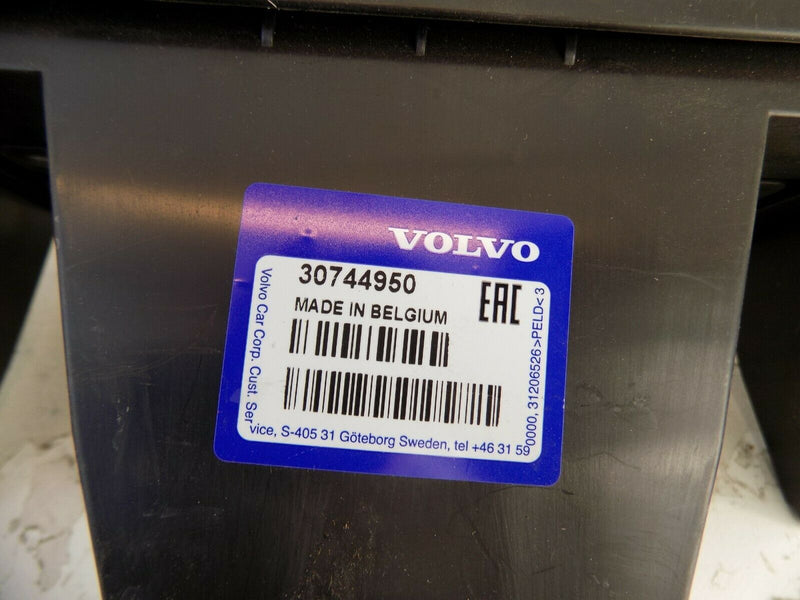 VOLVO
30744950
EAC
MADE IN BELGIUM
Volvo Car Corp. Cust. Service, S-405 31 Göteborg Sweden, tel +46 31 590000, 31206526>PELD<3